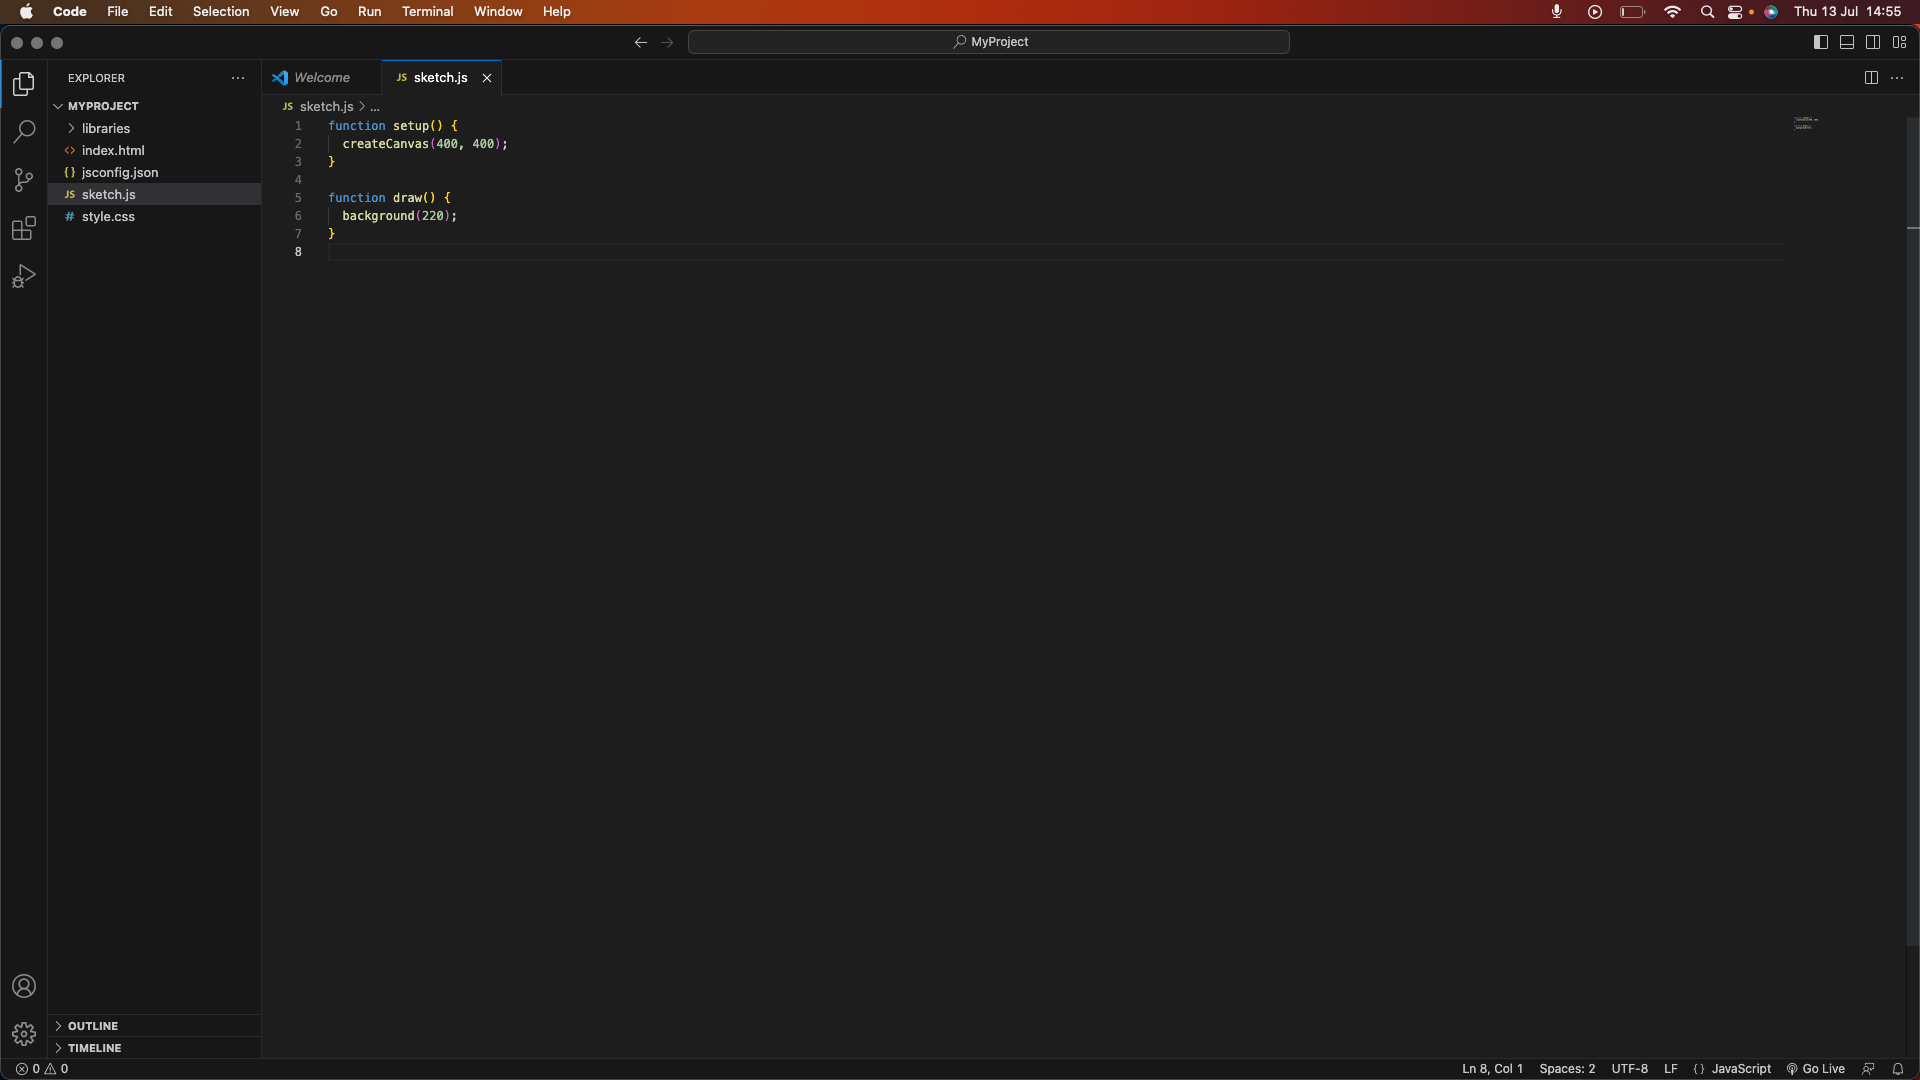 Code File Edit Selection View Go Run Terminal Window Help Thu 13 Jul 14:55
MyProject
EXPLORER
MYPROJECT
libraries
index.html
jsconfig.json
sketch.js
style.css
OUTLINE
TIMELINE
Welcome JS sketch.js
JS sketch.js > ...
1 function setup() {
2 createCanvas(400, 400);
3 }
4
5 function draw() {
6 background(220);
7 }
8
0 0 Ln 8, Col 1 Spaces: 2 UTF-8 LF {} JavaScript Go Live